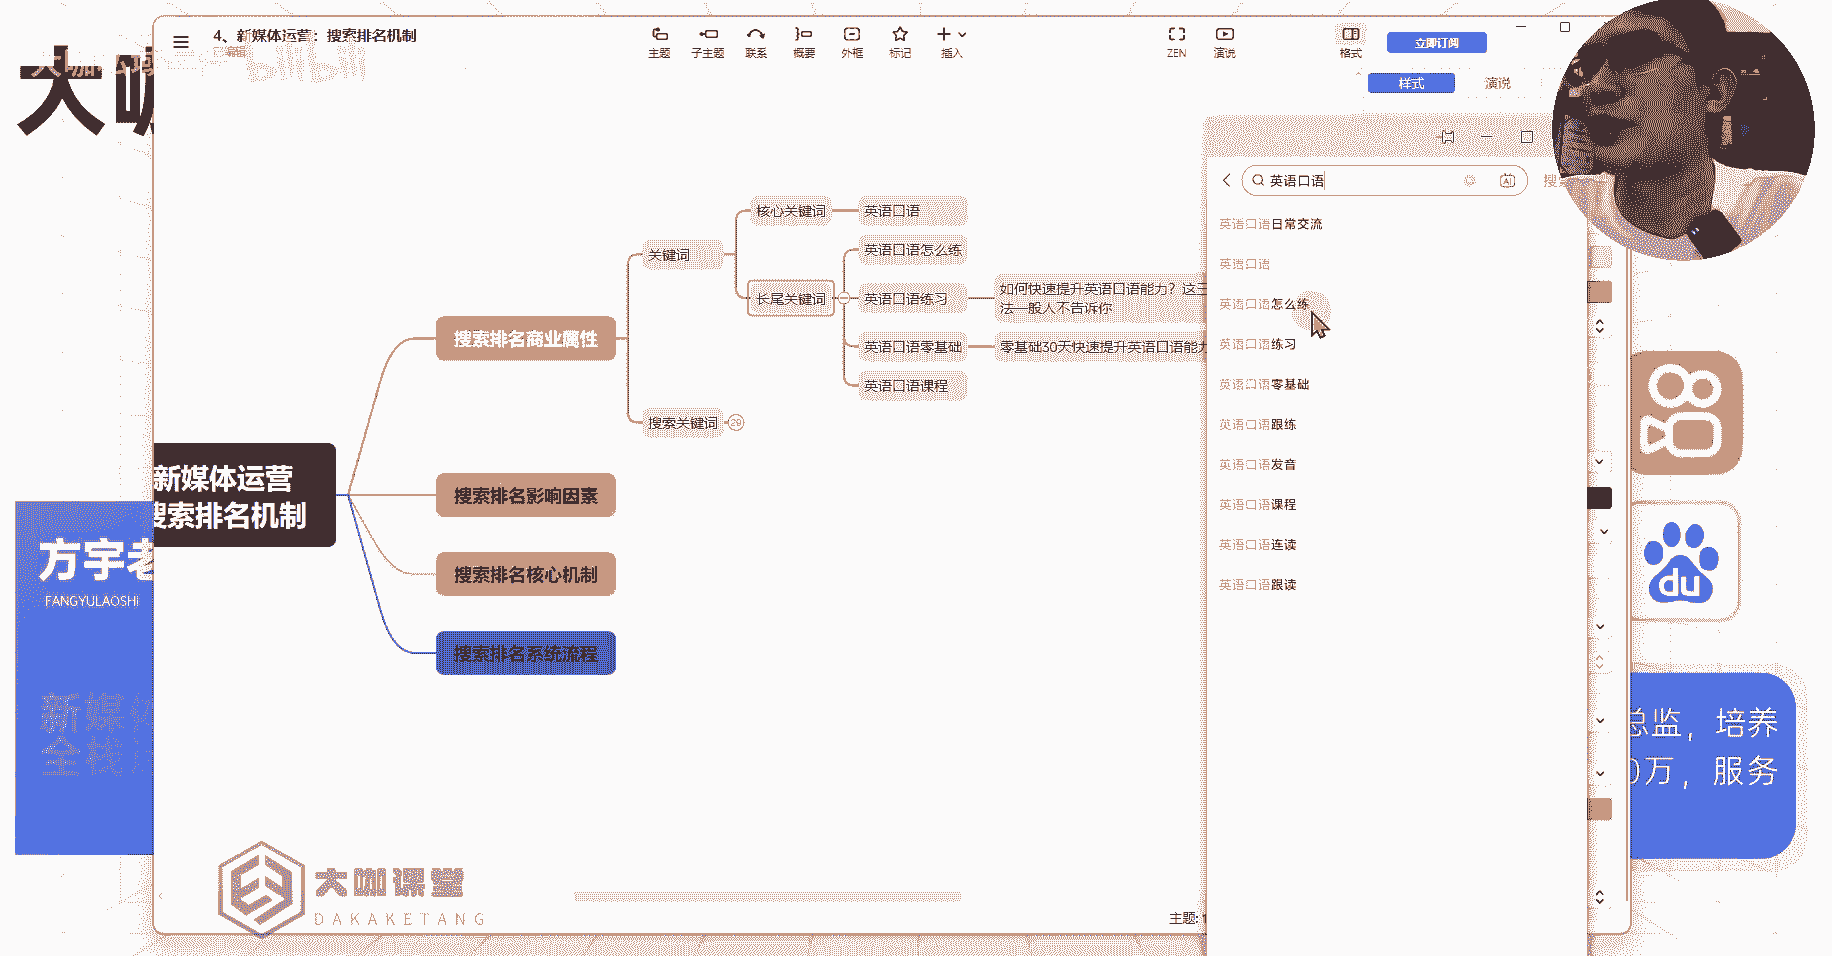 4、新媒体运营：搜索排名机制
已编辑
bilibili
主题
子主题
联系
概要
外框
标记
插入
ZEN
演说
格式
立即订阅
样式
演说
大咖
英语口语
搜索
核心关键词
英语口语
关键词
英语口语怎么练
长尾关键词
英语口语练习
如何快速提升英语口语能力？这三
法一般人不告诉你
英语口语零基础
零基础30天快速提升英语口语能力
英语口语课程
搜索排名商业属性
搜索关键词
29
新媒体运营
搜索排名机制
搜索排名影响因素
搜索排名核心机制
搜索排名系统流程
英语口语日常交流
英语口语
英语口语怎么练
英语口语练习
英语口语零基础
英语口语跟练
英语口语发音
英语口语课程
英语口语连读
英语口语跟读
方宇老
FANGYULAOSHI
新媒体
全栈
du
总监，培养
0万，服务
大咖课堂
DAKAKETANG
主题: 1